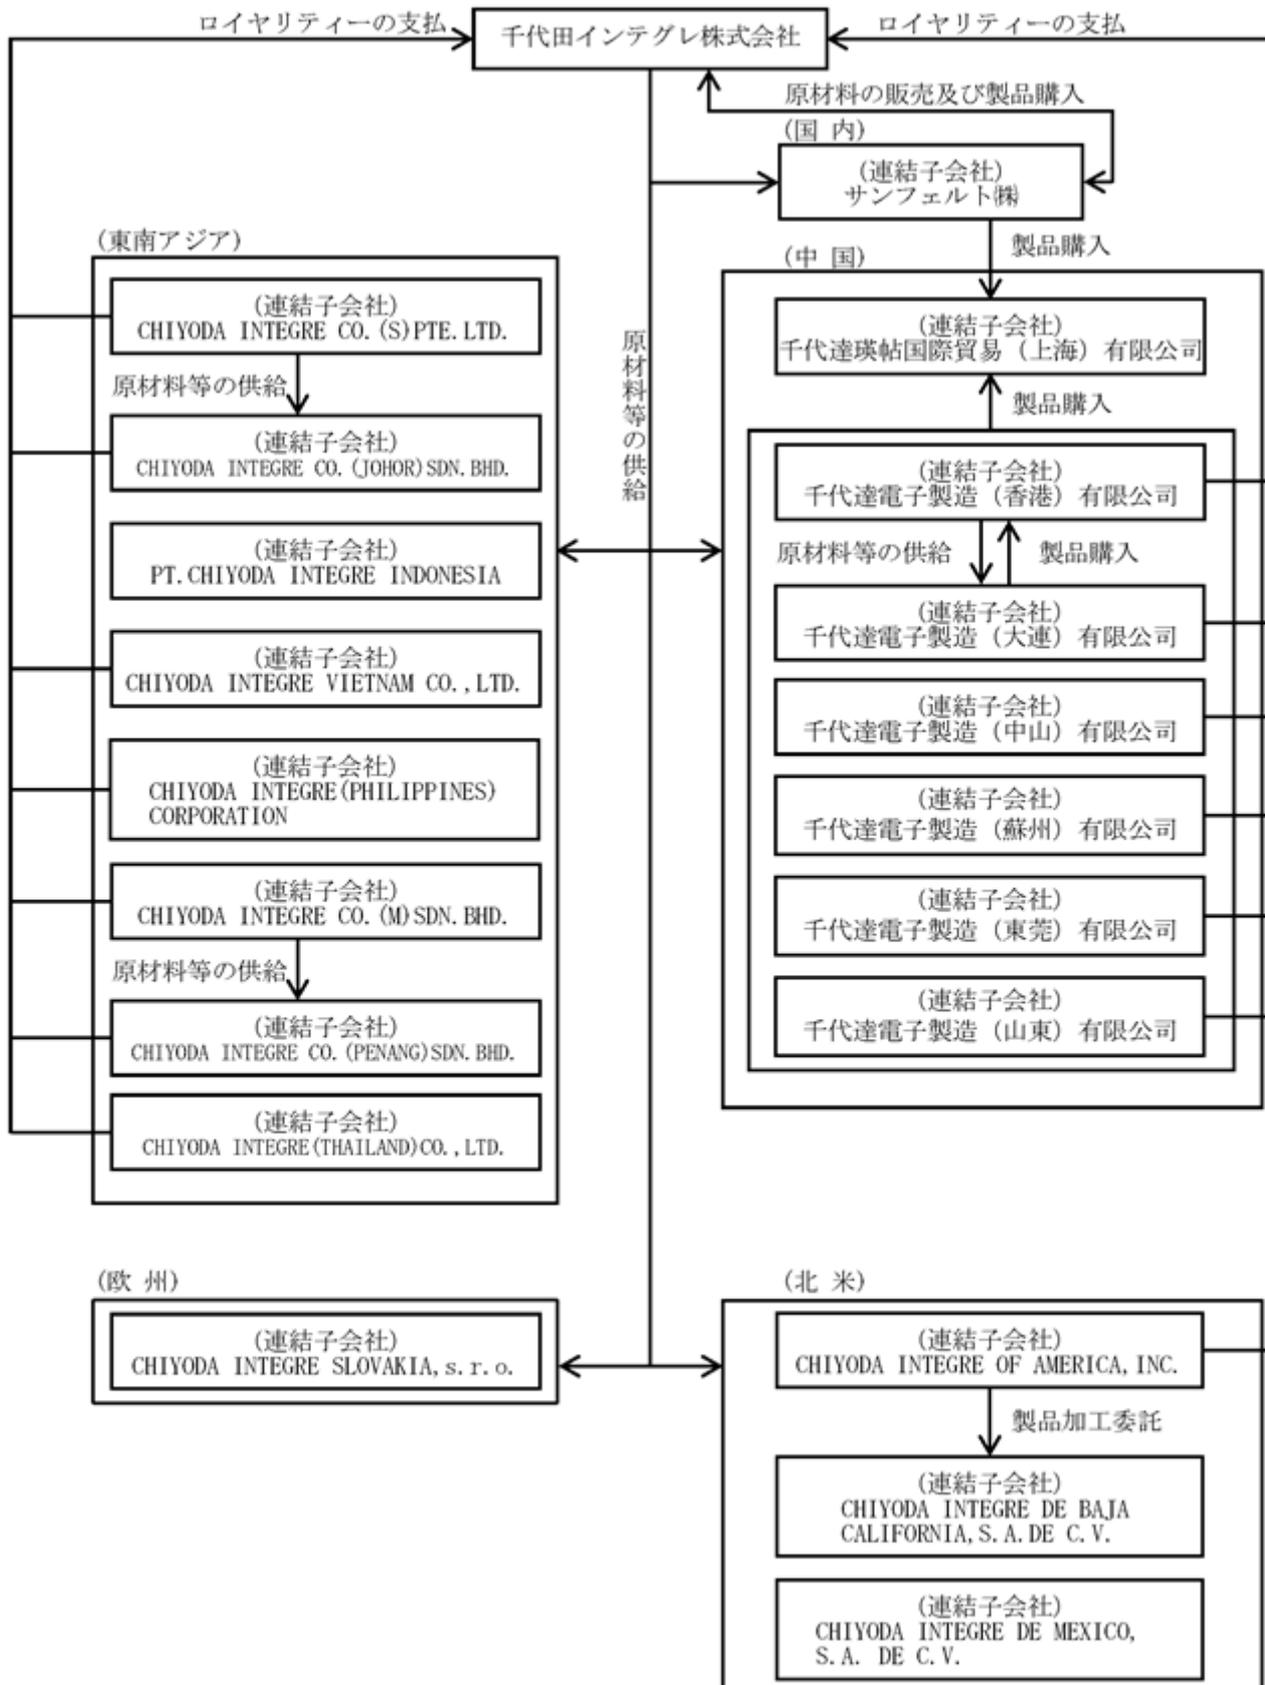 ロイヤリティーの支払
千代田インテグレ株式会社
ロイヤリティーの支払
原材料の販売及び製品購入
(国 内)
(連結子会社)
サンフェルト㈱
製品購入
(東南アジア)
(連結子会社)
CHIYODA INTEGRE CO.(S)PTE.LTD.
原材料等の供給
(連結子会社)
CHIYODA INTEGRE CO.(JOHOR)SDN.BHD.
(連結子会社)
PT.CHIYODA INTEGRE INDONESIA
(連結子会社)
CHIYODA INTEGRE VIETNAM CO.,LTD.
(連結子会社)
CHIYODA INTEGRE(PHILIPPINES)
CORPORATION
(連結子会社)
CHIYODA INTEGRE CO.(M)SDN.BHD.
原材料等の供給
(連結子会社)
CHIYODA INTEGRE CO.(PENANG)SDN.BHD.
(連結子会社)
CHIYODA INTEGRE(THAILAND)CO.,LTD.
原材料等の供給
(中 国)
(連結子会社)
千代達瑛帖国際貿易（上海）有限公司
製品購入
(連結子会社)
千代達電子製造（香港）有限公司
原材料等の供給
製品購入
(連結子会社)
千代達電子製造（大連）有限公司
(連結子会社)
千代達電子製造（中山）有限公司
(連結子会社)
千代達電子製造（蘇州）有限公司
(連結子会社)
千代達電子製造（東莞）有限公司
(連結子会社)
千代達電子製造（山東）有限公司
(欧 州)
(連結子会社)
CHIYODA INTEGRE SLOVAKIA,s.r.o.
(北 米)
(連結子会社)
CHIYODA INTEGRE OF AMERICA,INC.
製品加工委託
(連結子会社)
CHIYODA INTEGRE DE BAJA
CALIFORNIA,S.A.DE C.V.
(連結子会社)
CHIYODA INTEGRE DE MEXICO,
S.A. DE C.V.